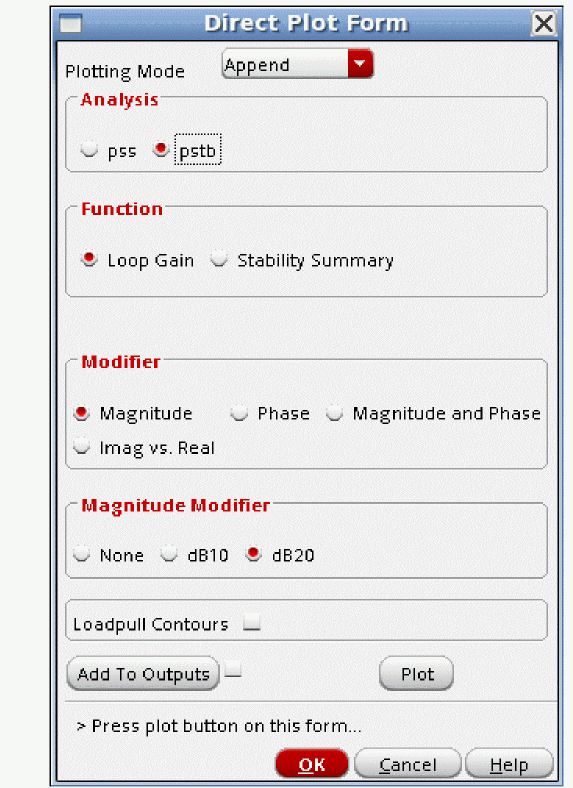 Direct Plot Form
Plotting Mode Append
Analysis
pss pstb
Function
Loop Gain Stability Summary
Modifier
Magnitude Phase Magnitude and Phase
Imag vs. Real
Magnitude Modifier
None dB10 dB20
Loadpull Contours
Add To Outputs Plot
> Press plot button on this form...
OK Cancel Help